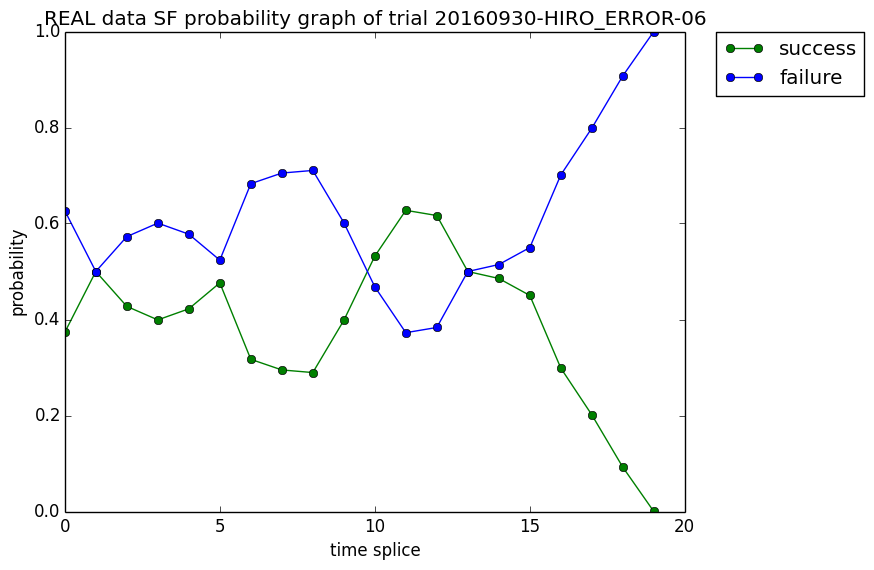 REAL data SF probability graph of trial 20160930-HIRO_ERROR-06
success
failure
1.0
0.8
0.6
0.4
0.2
0.0
probability
0
5
10
15
20
time splice